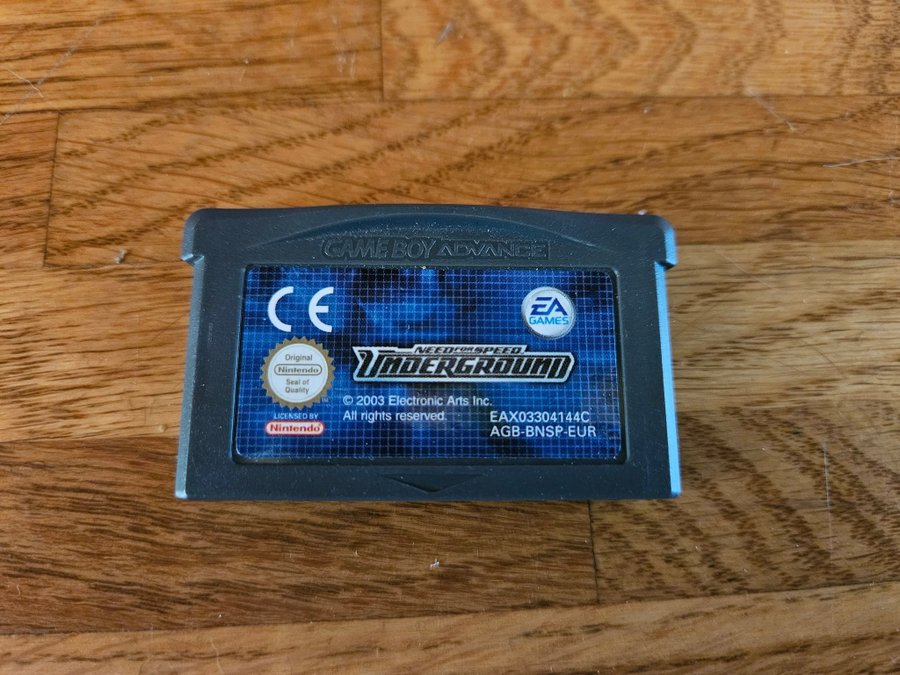 GAME BOY ADVANCE
CE
EA
GAMES
NEED FOR SPEED
UNDERGROUND
Original
Nintendo
Seal of
Quality
TM
© 2003 Electronic Arts Inc.
All rights reserved.
LICENSED BY
Nintendo
EAX03304144C
AGB-BNSP-EUR